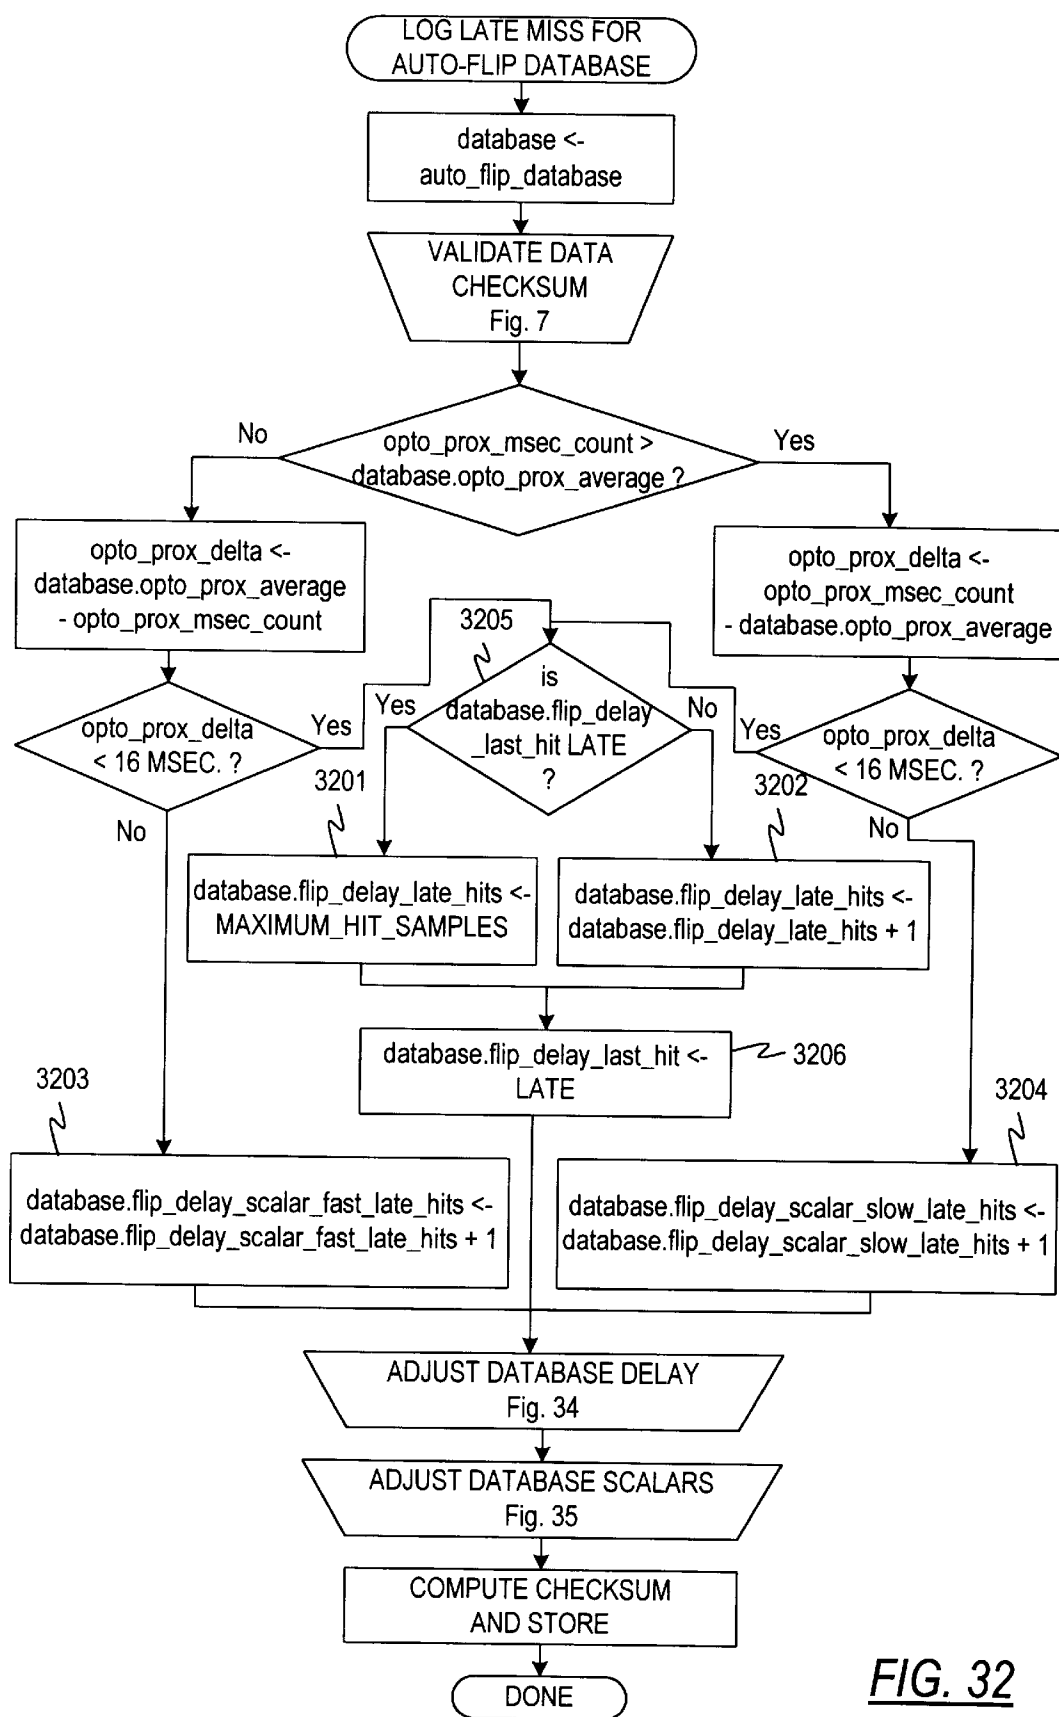 LOG LATE MISS FOR
AUTO-FLIP DATABASE
database <-
auto_flip_database
VALIDATE DATA
CHECKSUM
Fig. 7
No
opto_prox_msec_count >
database.opto_prox_average ?
Yes
opto_prox_delta <-
database.opto_prox_average
- opto_prox_msec_count
opto_prox_delta <-
opto_prox_msec_count
- database.opto_prox_average
3205
is
database.flip_delay
_last_hit LATE
?
Yes
No
opto_prox_delta
< 16 MSEC. ?
Yes
No
opto_prox_delta
< 16 MSEC. ?
Yes
No
3201
database.flip_delay_late_hits <-
MAXIMUM_HIT_SAMPLES
3202
database.flip_delay_late_hits <-
database.flip_delay_late_hits + 1
database.flip_delay_last_hit <-
LATE
3206
3203
database.flip_delay_scalar_fast_late_hits <-
database.flip_delay_scalar_fast_late_hits + 1
3204
database.flip_delay_scalar_slow_late_hits <-
database.flip_delay_scalar_slow_late_hits + 1
ADJUST DATABASE DELAY
Fig. 34
ADJUST DATABASE SCALARS
Fig. 35
COMPUTE CHECKSUM
AND STORE
DONE
FIG. 32